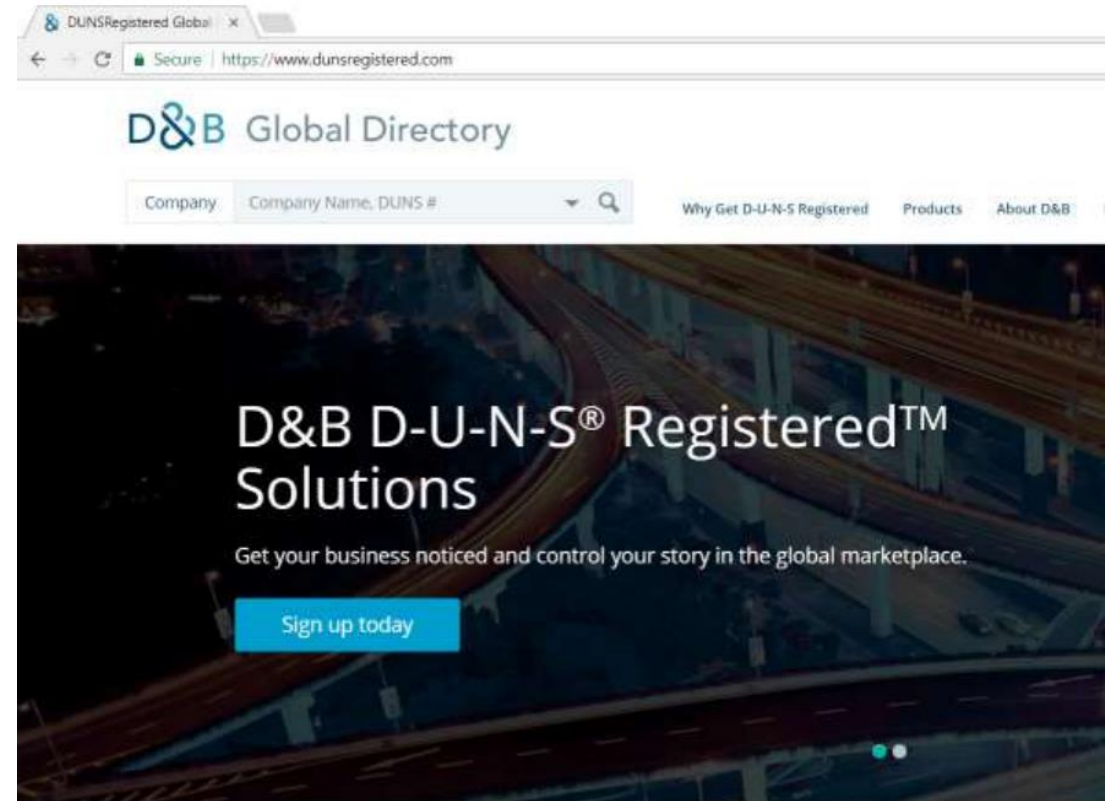 DUNSRegistered Global
Secure https://www.dunsregistered.com
D&B Global Directory
Company Company Name, DUNS #
Why Get D-U-N-S Registered Products About D&B
D&B D-U-N-S® Registered™
Solutions
Get your business noticed and control your story in the global marketplace.
Sign up today